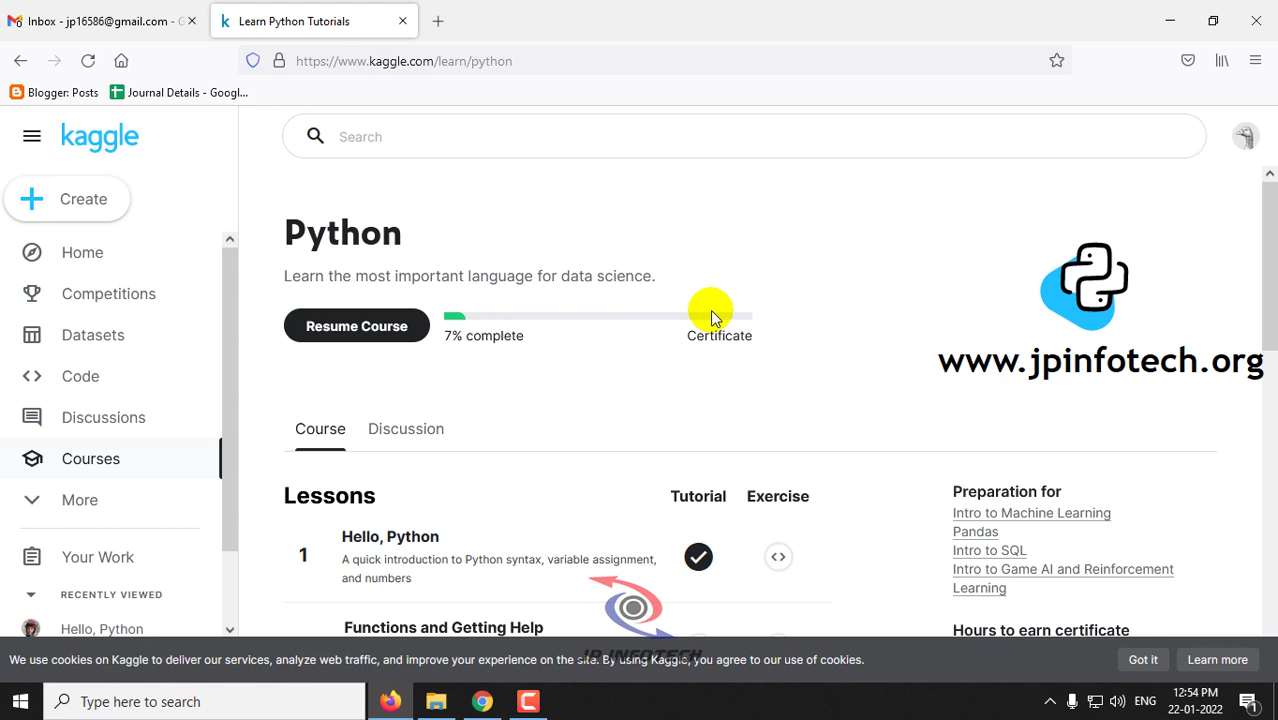 Inbox - jp16586@gmail.com - G
Learn Python Tutorials
https://www.kaggle.com/learn/python
Blogger: Posts
Journal Details - Googl...
kaggle
Search
Create
Home
Competitions
Datasets
Code
Discussions
Courses
More
Your Work
RECENTLY VIEWED
Hello, Python
Python
Learn the most important language for data science.
Resume Course
7% complete
Certificate
www.jpinfotech.org
Course
Discussion
Lessons
Tutorial
Exercise
1
Hello, Python
A quick introduction to Python syntax, variable assignment,
and numbers
Functions and Getting Help
Preparation for
Intro to Machine Learning
Pandas
Intro to SQL
Intro to Game AI and Reinforcement
Learning
Hours to earn certificate
JP INFOTECH
We use cookies on Kaggle to deliver our services, analyze web traffic, and improve your experience on the site. By using Kaggle, you agree to our use of cookies.
Got it
Learn more
Type here to search
ENG
12:54 PM
22-01-2022
1